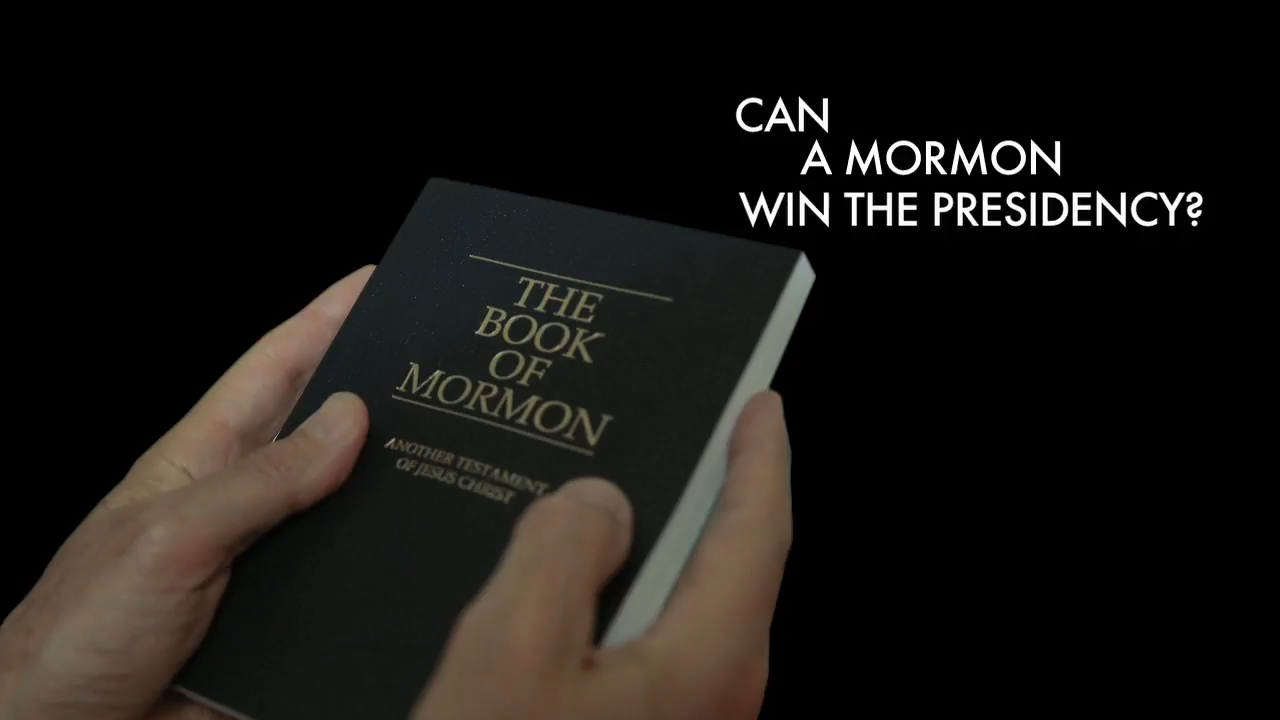 CAN
A MORMON
WIN THE PRESIDENCY?
THE
BOOK
OF
MORMON
ANOTHER TESTAMENT
OF JESUS CHRIST